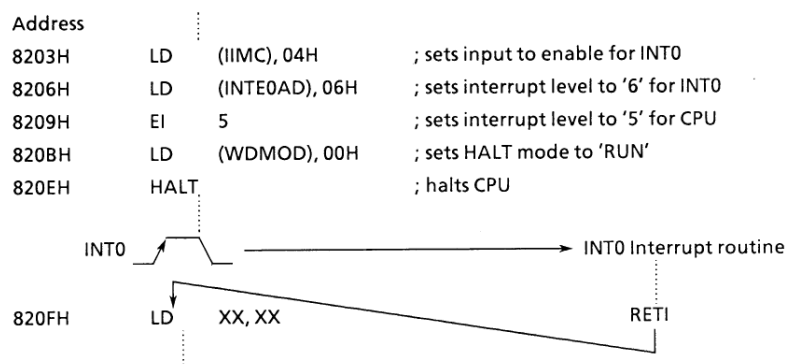 Address
8203H LD (IIMC), 04H ; sets input to enable for INT0
8206H LD (INTE0AD), 06H ; sets interrupt level to '6' for INT0
8209H EI 5 ; sets interrupt level to '5' for CPU
820BH LD (WDMOD), 00H ; sets HALT mode to 'RUN'
820EH HALT ; halts CPU
INT0 INT0 Interrupt routine
820FH LD XX, XX RETI